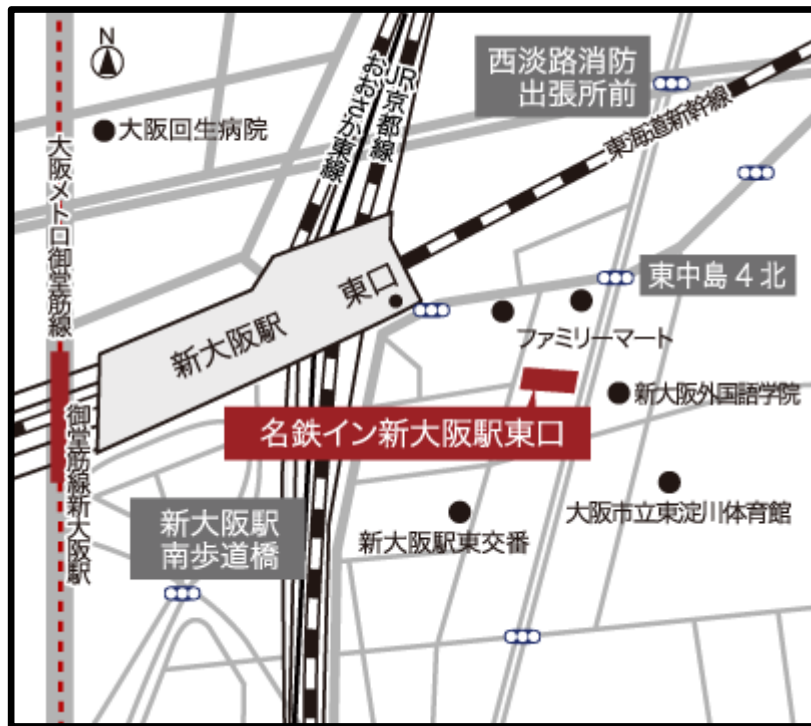 N
西淡路消防
出張所前
大阪回生病院
おおさか東線
JR京都線
東海道新幹線
大阪メトロ御堂筋線
東口
東中島4北
新大阪駅
ファミリーマート
新大阪外国語学院
名鉄イン新大阪駅東口
御堂筋線新大阪駅
大阪市立東淀川体育館
新大阪駅
南歩道橋
新大阪駅東交番